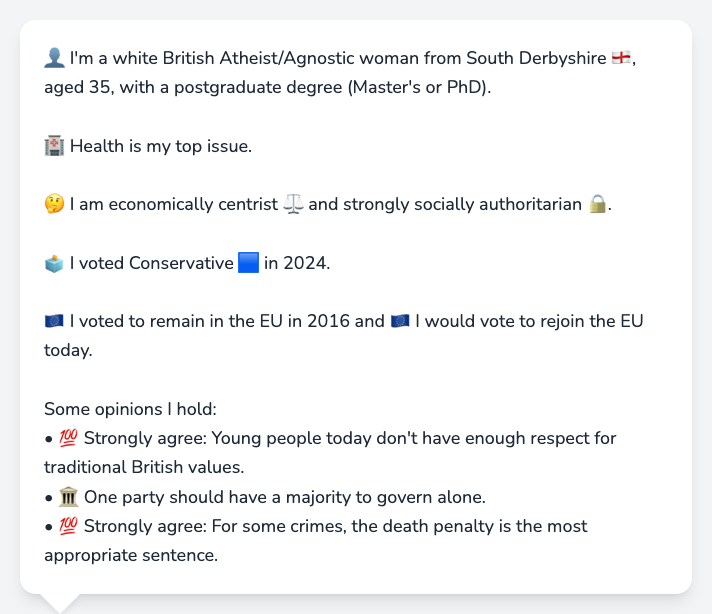 👤 I'm a white British Atheist/Agnostic woman from South Derbyshire 🏴󠁧󠁢󠁥󠁮󠁧󠁿,
aged 35, with a postgraduate degree (Master's or PhD).
🏥 Health is my top issue.
🤔 I am economically centrist ⚖️ and strongly socially authoritarian 🔒.
🗳️ I voted Conservative 🟦 in 2024.
🇪🇺 I voted to remain in the EU in 2016 and 🇪🇺 I would vote to rejoin the EU
today.
Some opinions I hold:
• 💯 Strongly agree: Young people today don't have enough respect for
traditional British values.
• 🏛️ One party should have a majority to govern alone.
• 💯 Strongly agree: For some crimes, the death penalty is the most
appropriate sentence.